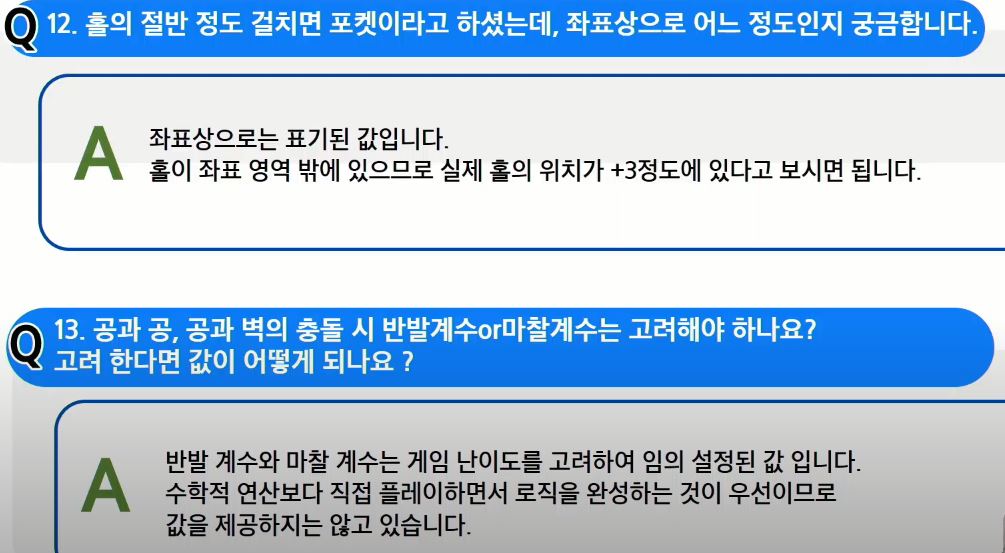 Q 12. 홀의 절반 정도 걸치면 포켓이라고 하셨는데, 좌표상으로 어느 정도인지 궁금합니다.
A
좌표상으로는 표기된 값입니다.
홀이 좌표 영역 밖에 있으므로 실제 홀의 위치가 +3정도에 있다고 보시면 됩니다.
Q 13. 공과 공, 공과 벽의 충돌 시 반발계수or마찰계수는 고려해야 하나요?
고려 한다면 값이 어떻게 되나요 ?
A
반발 계수와 마찰 계수는 게임 난이도를 고려하여 임의 설정된 값 입니다.
수학적 연산보다 직접 플레이하면서 로직을 완성하는 것이 우선이므로
값을 제공하지는 않고 있습니다.